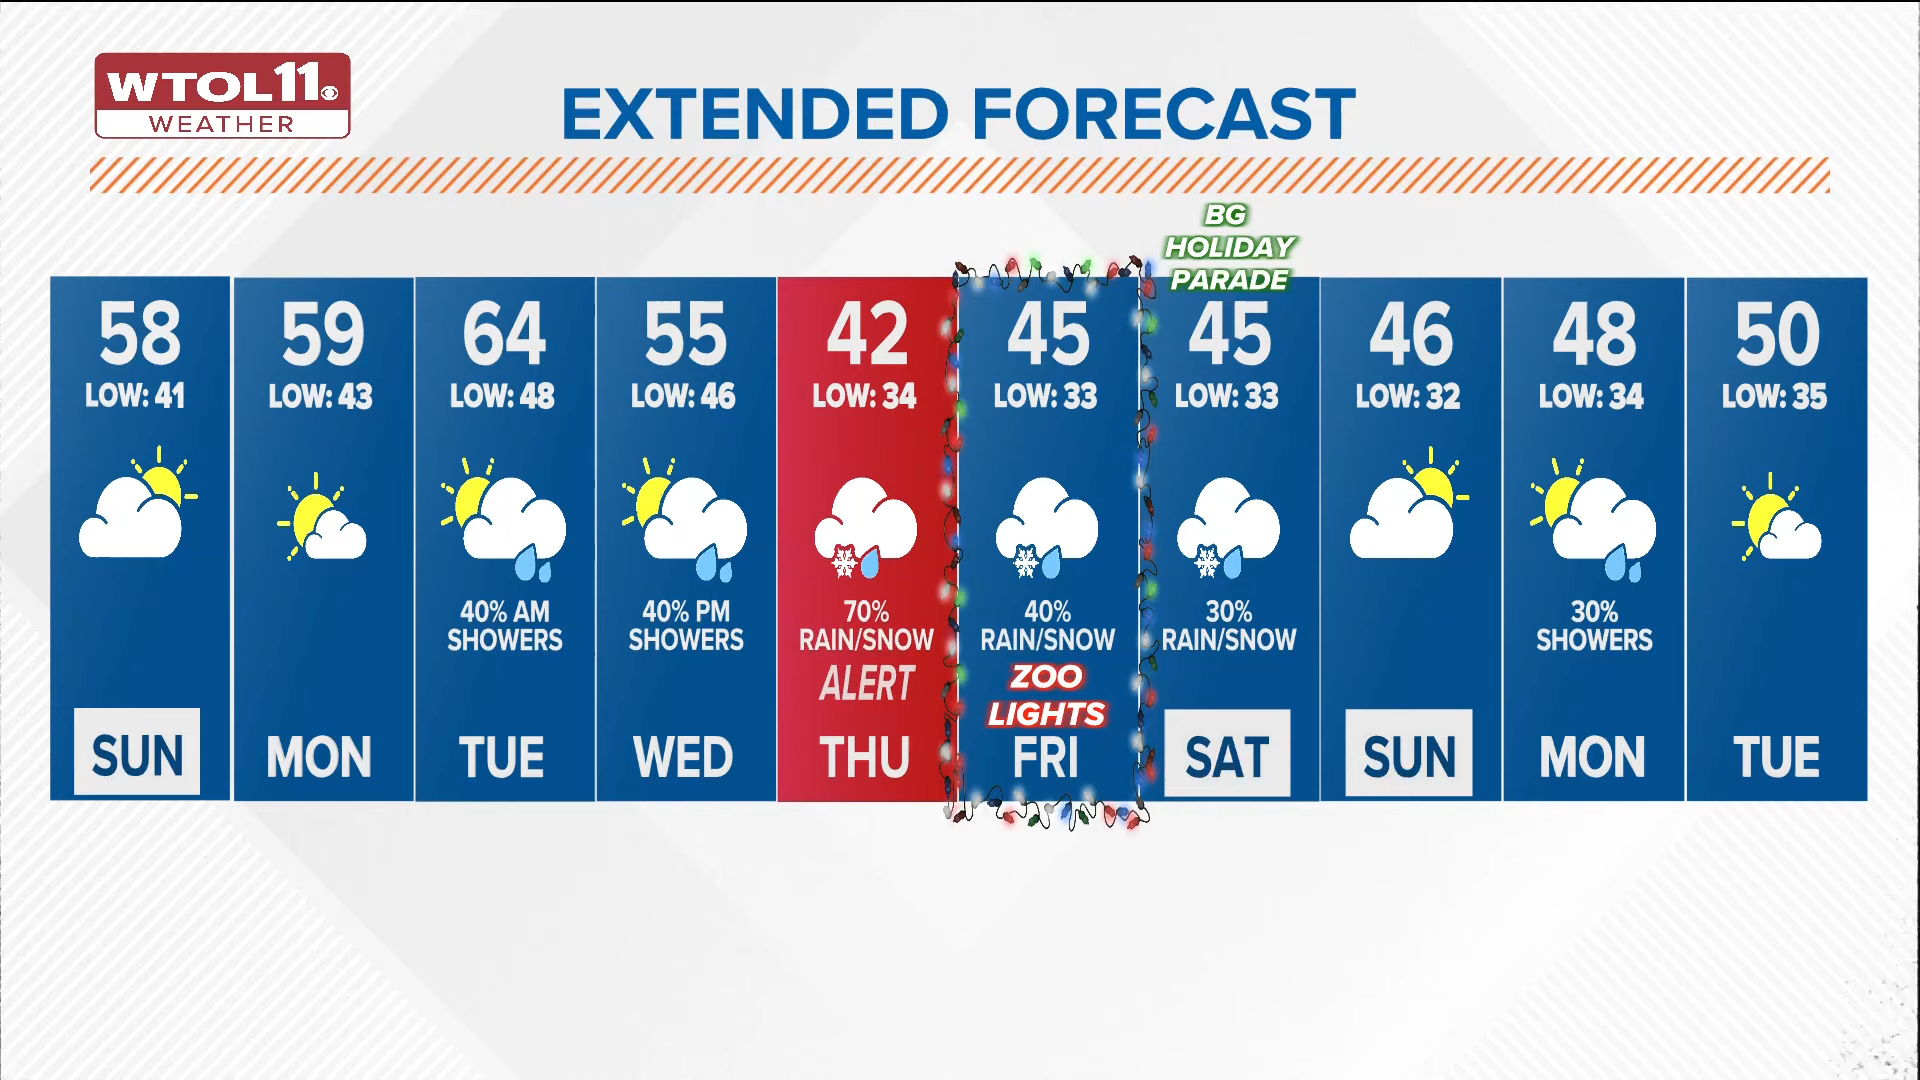 WTOL 11
WEATHER
EXTENDED FORECAST
BG
HOLIDAY
PARADE
58
LOW: 41
SUN
59
LOW: 43
MON
64
LOW: 48
40% AM
SHOWERS
TUE
55
LOW: 46
40% PM
SHOWERS
WED
42
LOW: 34
70%
RAIN/SNOW
ALERT
THU
45
LOW: 33
40%
RAIN/SNOW
ZOO
LIGHTS
FRI
45
LOW: 33
30%
RAIN/SNOW
SAT
46
LOW: 32
SUN
48
LOW: 34
30%
SHOWERS
MON
50
LOW: 35
TUE